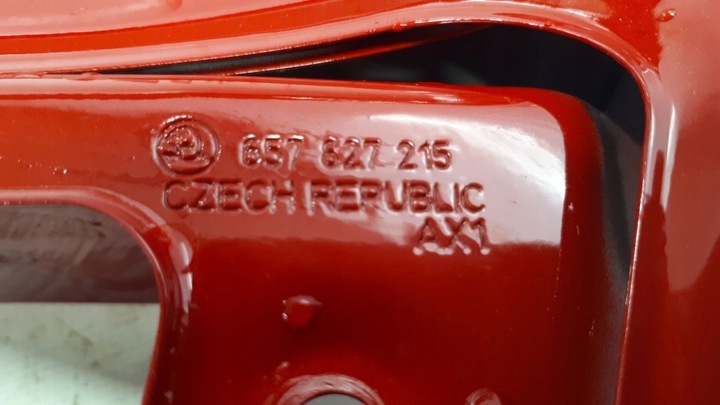 657 827 215
CZECH REPUBLIC
AX1